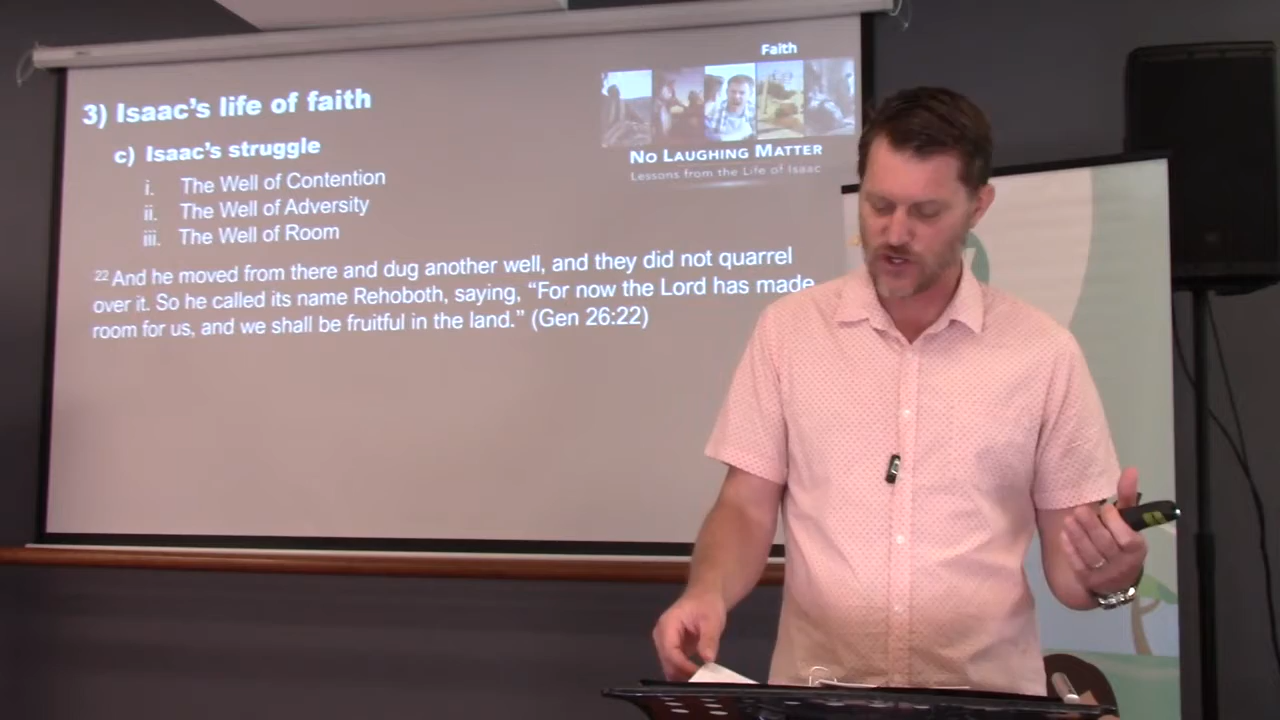 Faith
3) Isaac's life of faith
c) Isaac's struggle
NO LAUGHING MATTER
Lessons from the Life of Isaac
i. The Well of Contention
ii. The Well of Adversity
iii. The Well of Room
22 And he moved from there and dug another well, and they did not quarrel
over it. So he called its name Rehoboth, saying, “For now the Lord has made
room for us, and we shall be fruitful in the land.” (Gen 26:22)